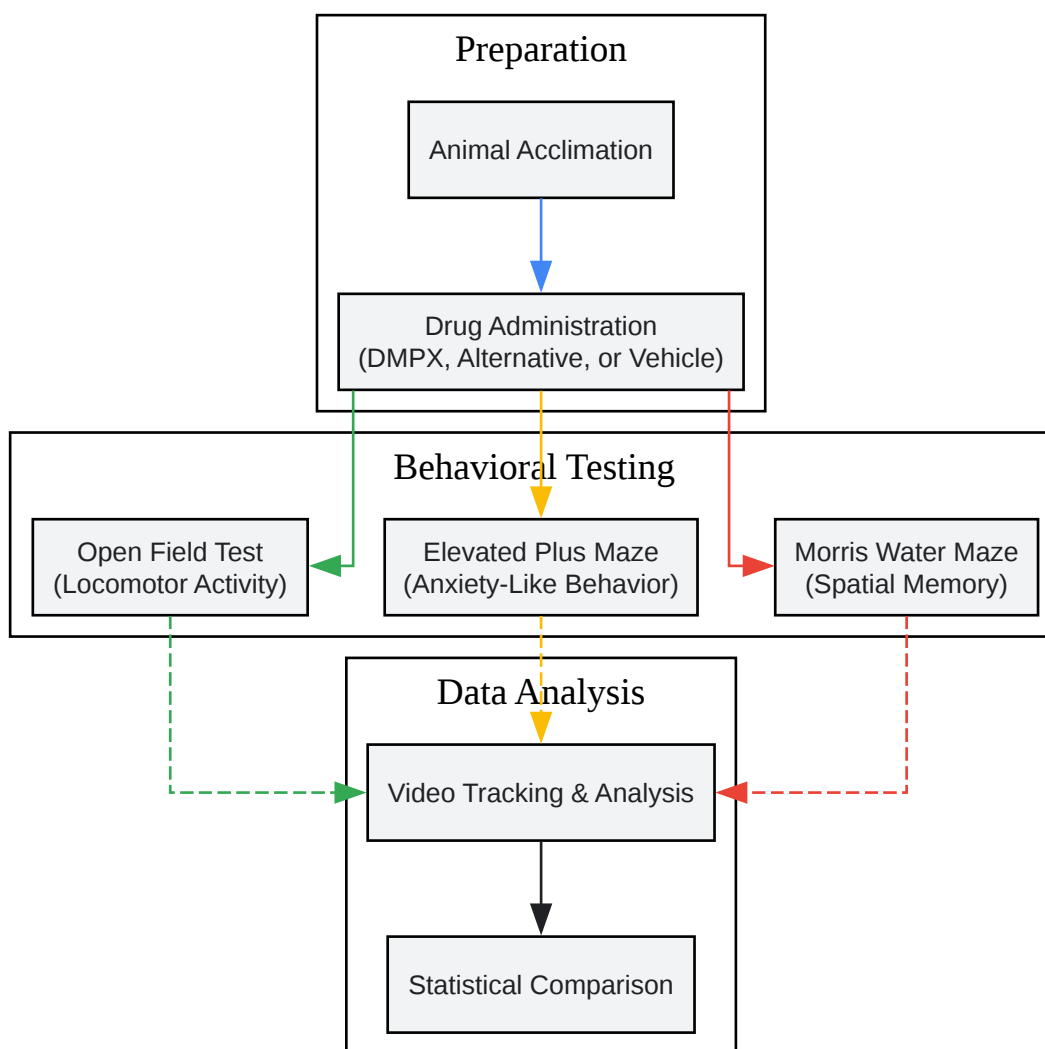 Preparation
Animal Acclimation
Drug Administration
(DMPX, Alternative, or Vehicle)
Behavioral Testing
Open Field Test
(Locomotor Activity)
Elevated Plus Maze
(Anxiety-Like Behavior)
Morris Water Maze
(Spatial Memory)
Data Analysis
Video Tracking & Analysis
Statistical Comparison